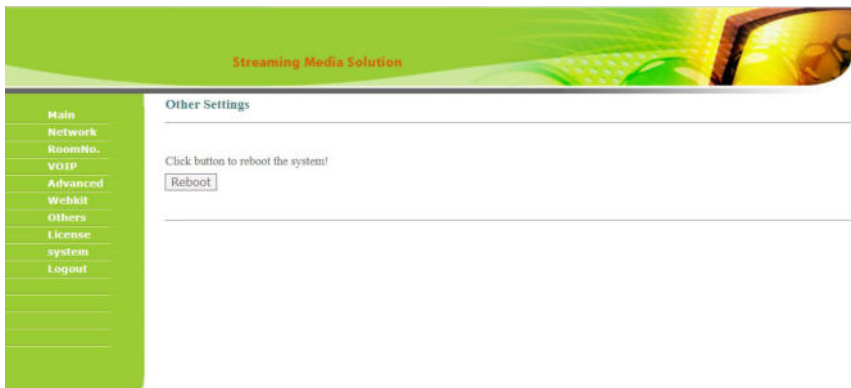 Streaming Media Solution
Main
Network
RoomNo.
VOIP
Advanced
Webkit
Others
License
system
Logout
Other Settings
Click button to reboot the system!
Reboot